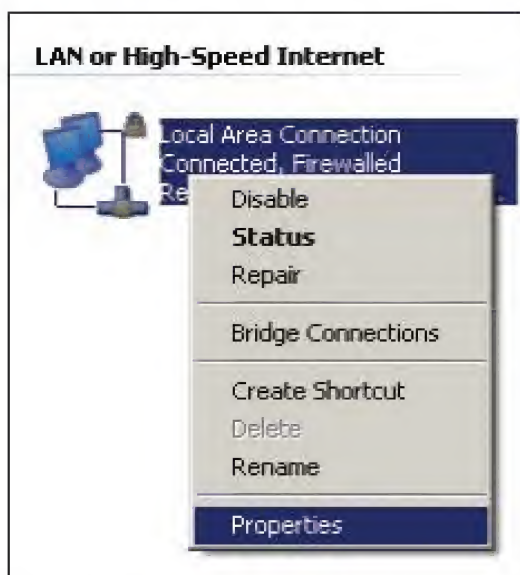 LAN or High-Speed Internet
Local Area Connection
Connected, Firewalled
Re
Disable
Status
Repair
Bridge Connections
Create Shortcut
Delete
Rename
Properties